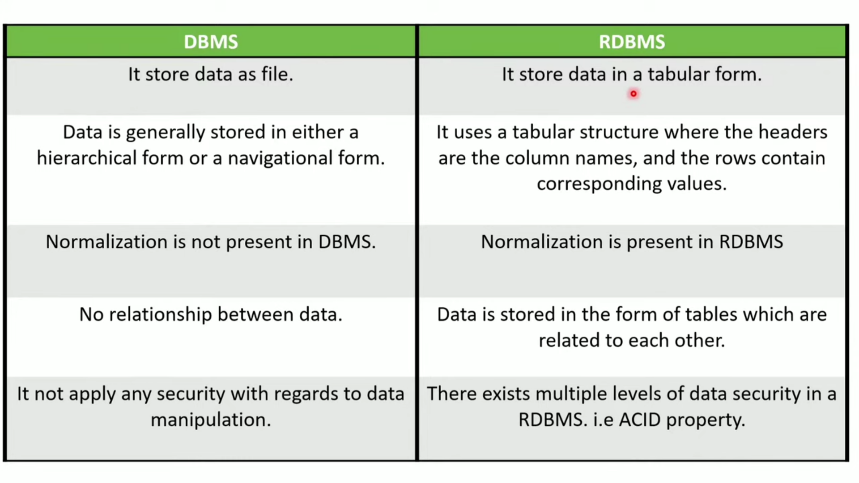 DBMS
RDBMS
It store data as file.
It store data in a tabular form.
Data is generally stored in either a
hierarchical form or a navigational form.
It uses a tabular structure where the headers
are the column names, and the rows contain
corresponding values.
Normalization is not present in DBMS.
Normalization is present in RDBMS
No relationship between data.
Data is stored in the form of tables which are
related to each other.
It not apply any security with regards to data
manipulation.
There exists multiple levels of data security in a
RDBMS. i.e ACID property.